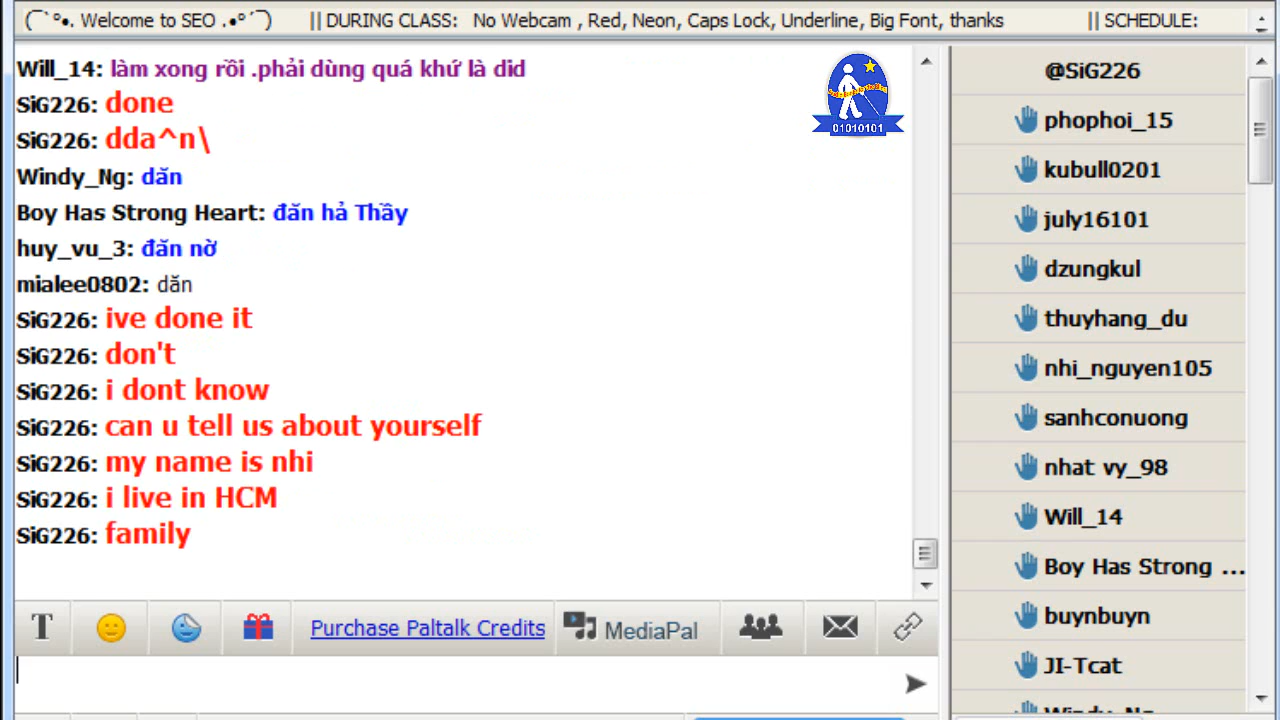 (¯`°•. Welcome to SEO .•°´¯) || DURING CLASS: No Webcam , Red, Neon, Caps Lock, Underline, Big Font, thanks || SCHEDULE:
Will_14: làm xong rồi .phải dùng quá khứ là did
SiG226: done
SiG226: dda^n\
Windy_Ng: dăn
Boy Has Strong Heart: đăn hả Thầy
huy_vu_3: đăn nờ
mialee0802: dăn
SiG226: ive done it
SiG226: don't
SiG226: i dont know
SiG226: can u tell us about yourself
SiG226: my name is nhi
SiG226: i live in HCM
SiG226: family
01010101
T
Purchase Paltalk Credits
MediaPal
@SiG226
phophoi_15
kubull0201
july16101
dzungkul
thuyhang_du
nhi_nguyen105
sanhconuong
nhat vy_98
Will_14
Boy Has Strong ...
buynbuyn
JI-Tcat
Windy_Ng